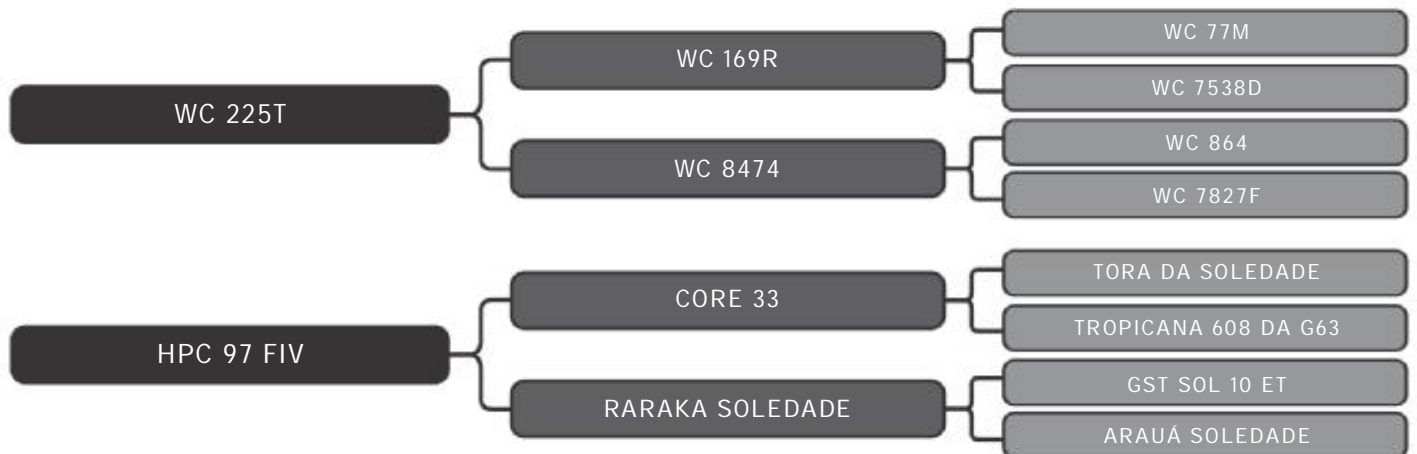 WC 225T
WC 169R
WC 77M
WC 7538D
WC 8474
WC 864
WC 7827F
HPC 97 FIV
CORE 33
TORA DA SOLEDADE
TROPICANA 608 DA G63
RARAKA SOLEDADE
GST SOL 10 ET
ARAUÁ SOLEDADE